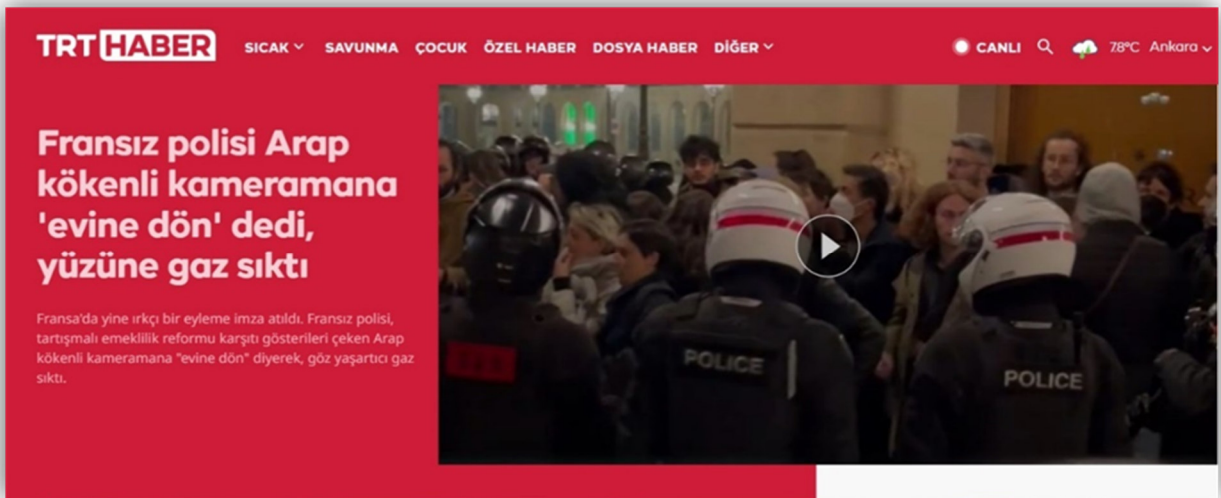 TRT HABER SICAK SAVUNMA ÇOCUK ÖZEL HABER DOSYA HABER DİĞER CANLI 7.8°C Ankara
Fransız polisi Arap
kökenli kameramana
'evine dön' dedi,
yüzüne gaz sıktı
Fransa'da yine ırkçı bir eyleme imza atıldı. Fransız polisi,
tartışmalı emeklilik reformu karşıtı gösterileri çeken Arap
kökenli kameramana "evine dön" diyerek, göz yaşartıcı gaz
sıktı.
POLICE
POLICE